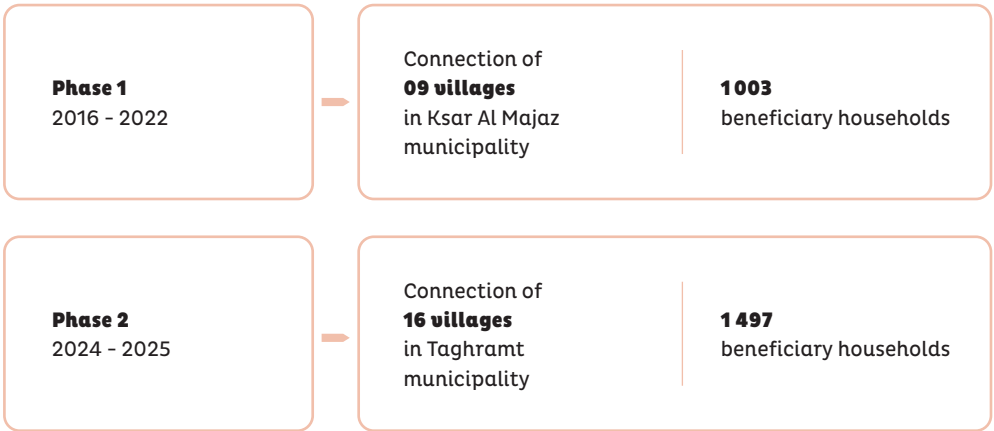 Phase 1
2016 - 2022
Connection of
09 villages
in Ksar Al Majaz
municipality
1 003
beneficiary households
Phase 2
2024 - 2025
Connection of
16 villages
in Taghramt
municipality
1 497
beneficiary households